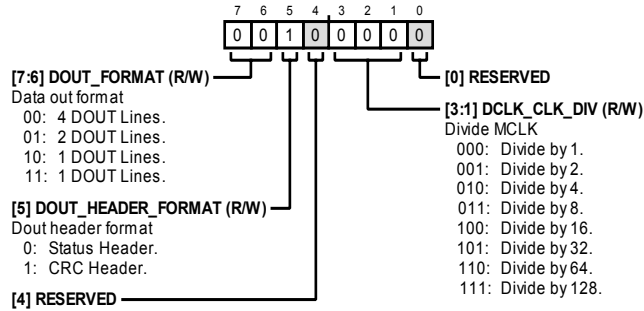 7 6 5 4 3 2 1 0
0 0 1 0 0 0 0 0
[7:6] DOUT_FORMAT (R/W)
Data out format
00: 4 DOUT Lines.
01: 2 DOUT Lines.
10: 1 DOUT Lines.
11: 1 DOUT Lines.
[5] DOUT_HEADER_FORMAT (R/W)
Dout header format
0: Status Header.
1: CRC Header.
[4] RESERVED
[0] RESERVED
[3:1] DCLK_CLK_DIV (R/W)
Divide MCLK
000: Divide by 1.
001: Divide by 2.
010: Divide by 4.
011: Divide by 8.
100: Divide by 16.
101: Divide by 32.
110: Divide by 64.
111: Divide by 128.